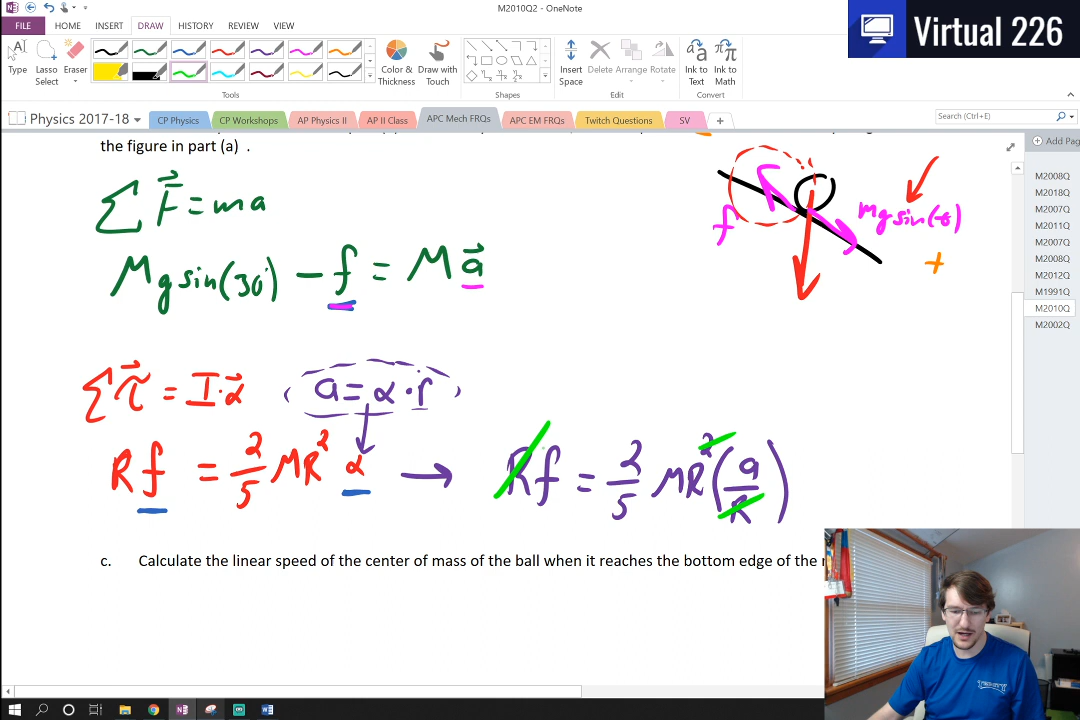 M2010Q2 - OneNote
FILE HOME INSERT DRAW HISTORY REVIEW VIEW
Virtual 226
Type
Lasso Select
Eraser
Color & Thickness
Draw with Touch
Insert Space
Delete
Arrange
Rotate
Ink to Text
Ink to Math
Tools
Shapes
Edit
Convert
Physics 2017-18
CP Physics
CP Workshops
AP Physics II
AP II Class
APC Mech FRQs
APC EM FRQs
Twitch Questions
SV
Search (Ctrl+E)
Add Pag
the figure in part (a) .
ΣF⃗ = ma
Mg sin(30°) - f = Ma⃗
f
mg sin(θ)
+
Στ⃗ = I·α⃗ (a = α · r)
Rf = 2/5 MR² α → Rf = 2/5 MR² (a/R)
c. Calculate the linear speed of the center of mass of the ball when it reaches the bottom edge of the
M2008Q
M2018Q
M2007Q
M2011Q
M2007Q
M2008Q
M2012Q
M1991Q
M2010Q
M2002Q